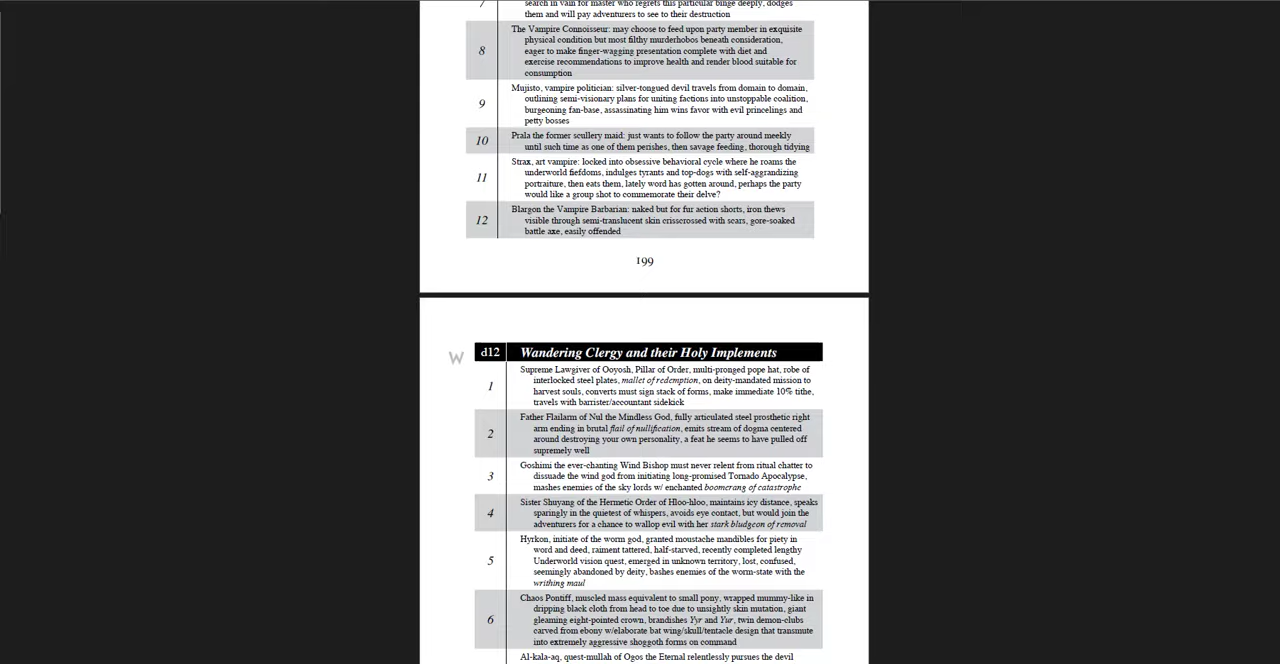 7
search in vain for master who regrets this particular binge deeply, dodges
them and will pay adventurers to see to their destruction
8
The Vampire Connoisseur: may choose to feed upon party member in exquisite
physical condition but most filthy murderhobos beneath consideration,
eager to make finger-wagging presentation complete with diet and
exercise recommendations to improve health and render blood suitable for
consumption
9
Mujisto, vampire politician: silver-tongued devil travels from domain to domain,
outlining semi-visionary plans for uniting factions into unstoppable coalition,
burgeoning fan-base, assassinating him wins favor with evil princelings and
petty bosses
10
Prala the former scullery maid: just wants to follow the party around meekly
until such time as one of them perishes, then savage feeding, thorough tidying
11
Strax, art vampire: locked into obsessive behavioral cycle where he roams the
underworld fiefdoms, indulges tyrants and top-dogs with self-aggrandizing
portraiture, then eats them, lately word has gotten around, perhaps the party
would like a group shot to commemorate their delve?
12
Blargon the Vampire Barbarian: naked but for fur action shorts, iron thews
visible through semi-translucent skin crisscrossed with scars, gore-soaked
battle axe, easily offended
199
W
d12 Wandering Clergy and their Holy Implements
1
Supreme Lawgiver of Ooyosh, Pillar of Order, multi-pronged pope hat, robe of
interlocked steel plates, mallet of redemption, on deity-mandated mission to
harvest souls, converts must sign stack of forms, make immediate 10% tithe,
travels with barrister/accountant sidekick
2
Father Flailarm of Nul the Mindless God, fully articulated steel prosthetic right
arm ending in brutal flail of nullification, emits stream of dogma centered
around destroying your own personality, a feat he seems to have pulled off
supremely well
3
Goshimi the ever-chanting Wind Bishop must never relent from ritual chatter to
dissuade the wind god from initiating long-promised Tornado Apocalypse,
mashes enemies of the sky lords w/ enchanted boomerang of catastrophe
4
Sister Shuyang of the Hermetic Order of Hloo-hloo, maintains icy distance, speaks
sparingly in the quietest of whispers, avoids eye contact, but would join the
adventurers for a chance to wallop evil with her stark bludgeon of removal
5
Hyrkon, initiate of the worm god, granted moustache mandibles for piety in
word and deed, raiment tattered, half-starved, recently completed lengthy
Underworld vision quest, emerged in unknown territory, lost, confused,
seemingly abandoned by deity, bashes enemies of the worm-state with the
writhing maul
6
Chaos Pontiff, muscled mass equivalent to small pony, wrapped mummy-like in
dripping black cloth from head to toe due to unsightly skin mutation, giant
gleaming eight-pointed crown, brandishes Yyr and Yur, twin demon-clubs
carved from ebony w/elaborate bat wing/skull/tentacle design that transmute
into extremely aggressive shoggoth forms on command
Al-kala-aq, quest-mullah of Ogos the Eternal relentlessly pursues the devil